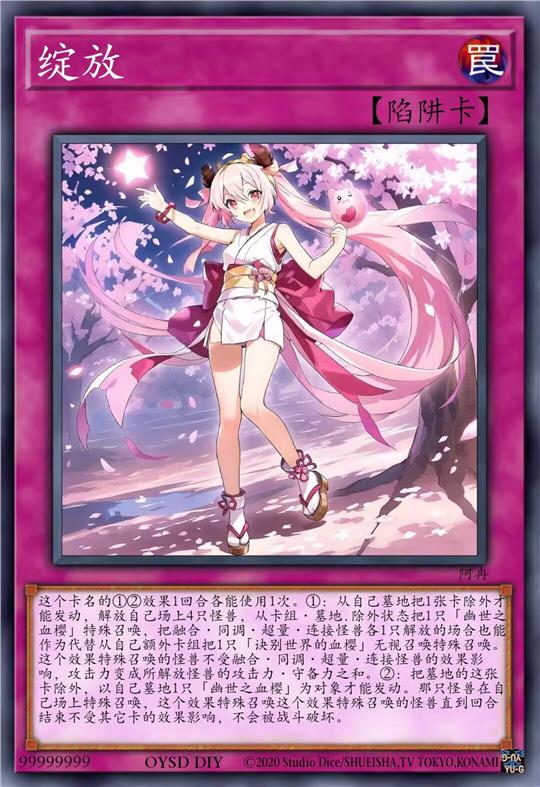 绽放
罠
【陷阱卡】
阿冉
这个卡名的①②效果1回合各能使用1次。①：从自己墓地把1张卡除外才
能发动，解放自己场上4只怪兽，从卡组·墓地.除外状态把1只「幽世之
血樱」特殊召唤，把融合·同调·超量·连接怪兽各1只解放的场合也能
作为代替从自己额外卡组把1只「诀别世界的血樱」无视召唤特殊召唤。
这个效果特殊召唤的怪兽不受融合·同调·超量·连接怪兽的效果影
响，攻击力变成所解放怪兽的攻击力·守备力之和。②：把墓地的这张
卡除外，以自己墓地1只「幽世之血樱」为对象才能发动。那只怪兽在自
己场上特殊召唤，这个效果特殊召唤这个效果特殊召唤的怪兽直到回合
结束不受其它卡的效果影响，不会被战斗破坏。
99999999 OYSD DIY ©2020 Studio Dice/SHUEISHA,TV TOKYO,KONAMI